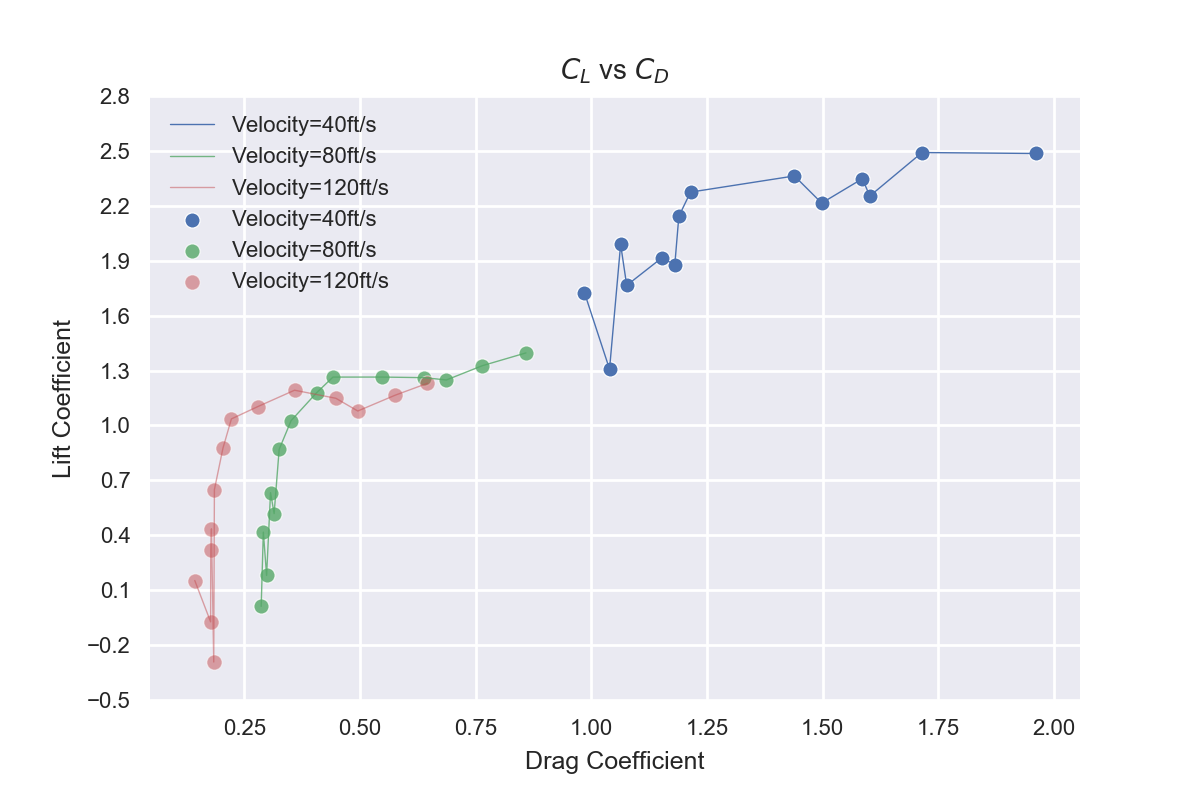 C_L vs C_D
2.8
2.5
2.2
1.9
1.6
1.3
1.0
0.7
0.4
0.1
−0.2
−0.5
Lift Coefficient
Velocity=40ft/s
Velocity=80ft/s
Velocity=120ft/s
Velocity=40ft/s
Velocity=80ft/s
Velocity=120ft/s
0.25 0.50 0.75 1.00 1.25 1.50 1.75 2.00
Drag Coefficient